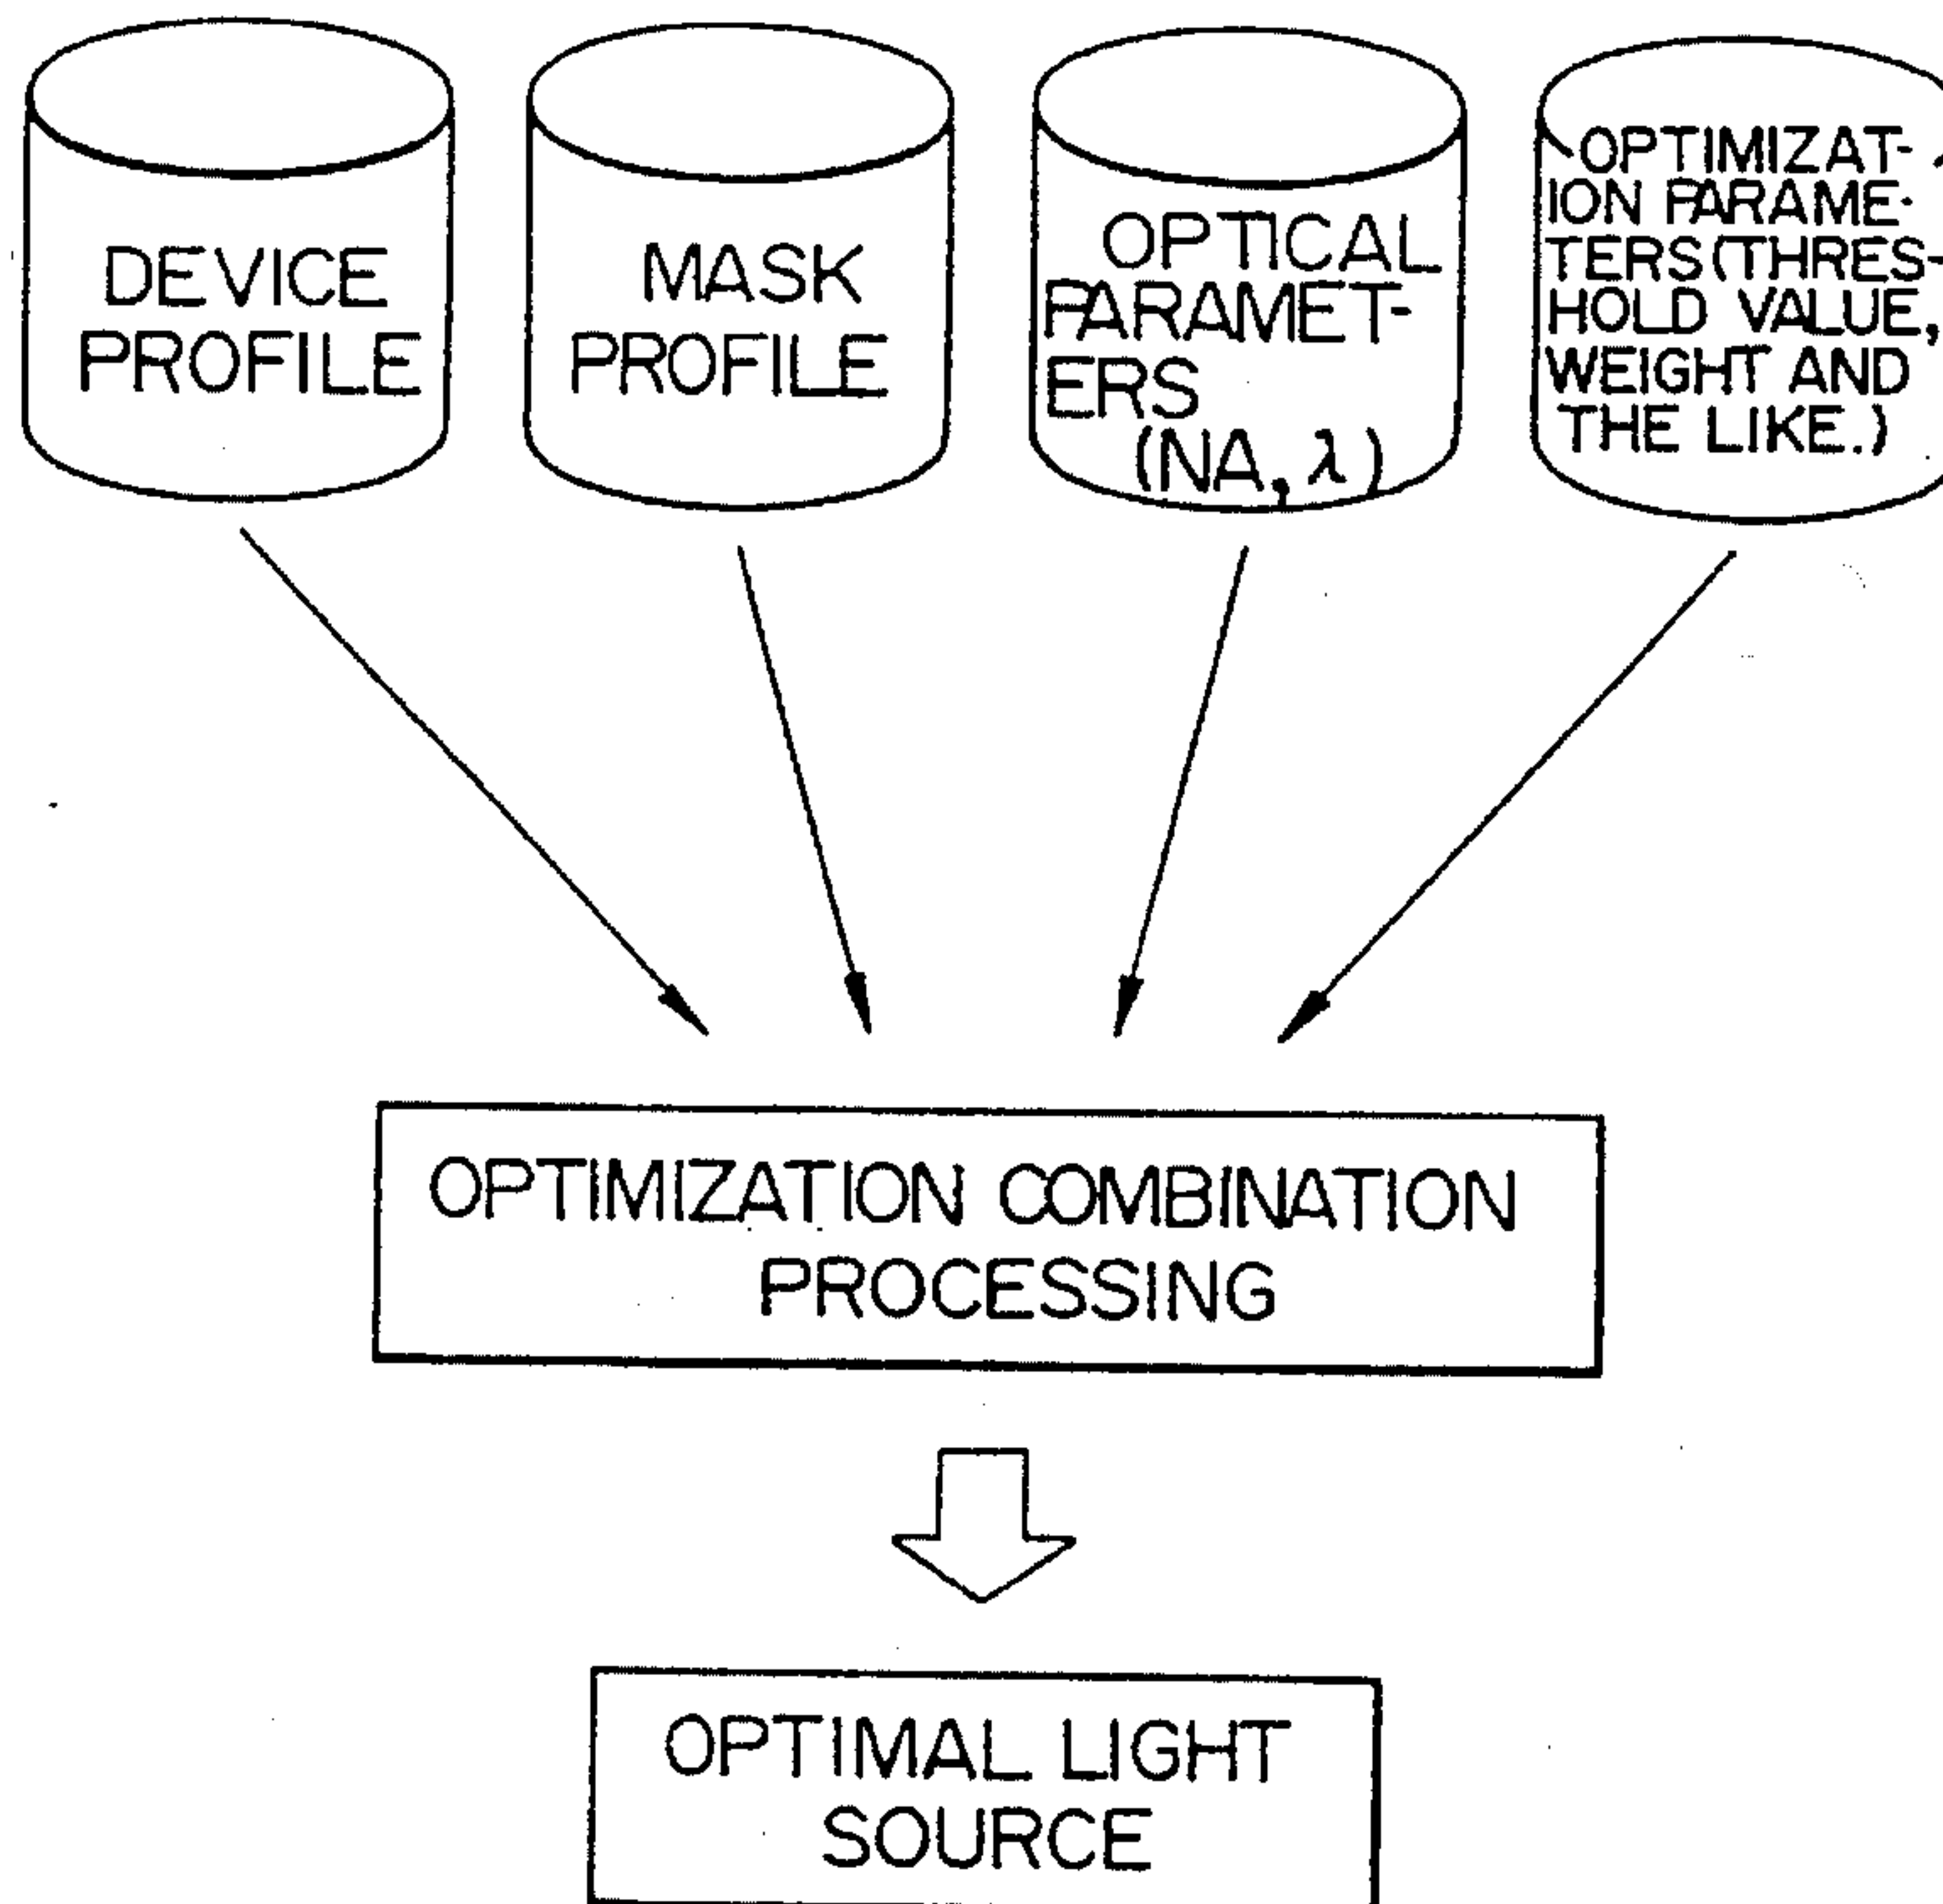 DEVICE
PROFILE
MASK
PROFILE
OPTICAL
PARAMET-
ERS
(NA, λ)
OPTIMIZAT-
ION PARAME-
TERS (THRES-
HOLD VALUE,
WEIGHT AND
THE LIKE.)
OPTIMIZATION COMBINATION
PROCESSING
OPTIMAL LIGHT
SOURCE